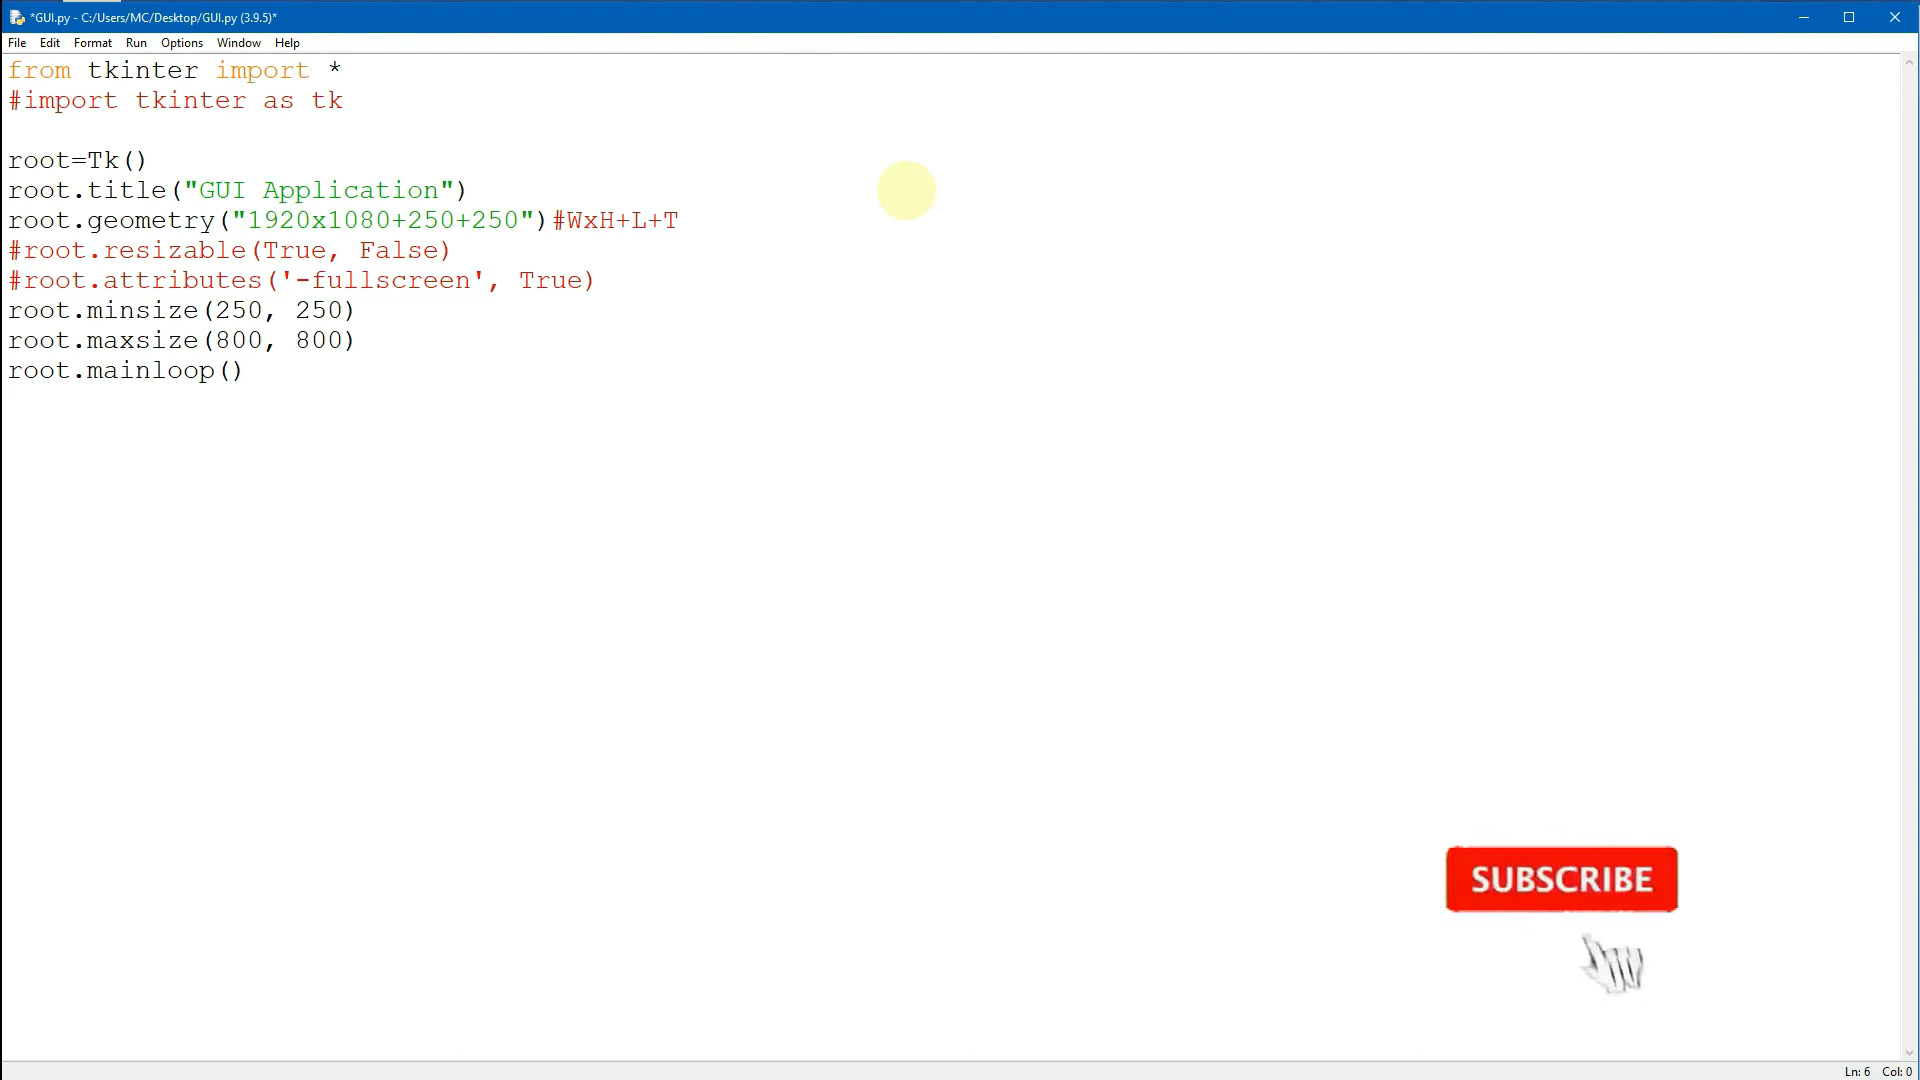 *GUI.py - C:/Users/MC/Desktop/GUI.py (3.9.5)*
File Edit Format Run Options Window Help
from tkinter import *
#import tkinter as tk
root=Tk()
root.title("GUI Application")
root.geometry("1920x1080+250+250")#WxH+L+T
#root.resizable(True, False)
#root.attributes('-fullscreen', True)
root.minsize(250, 250)
root.maxsize(800, 800)
root.mainloop()
SUBSCRIBE
Ln: 6 Col: 0